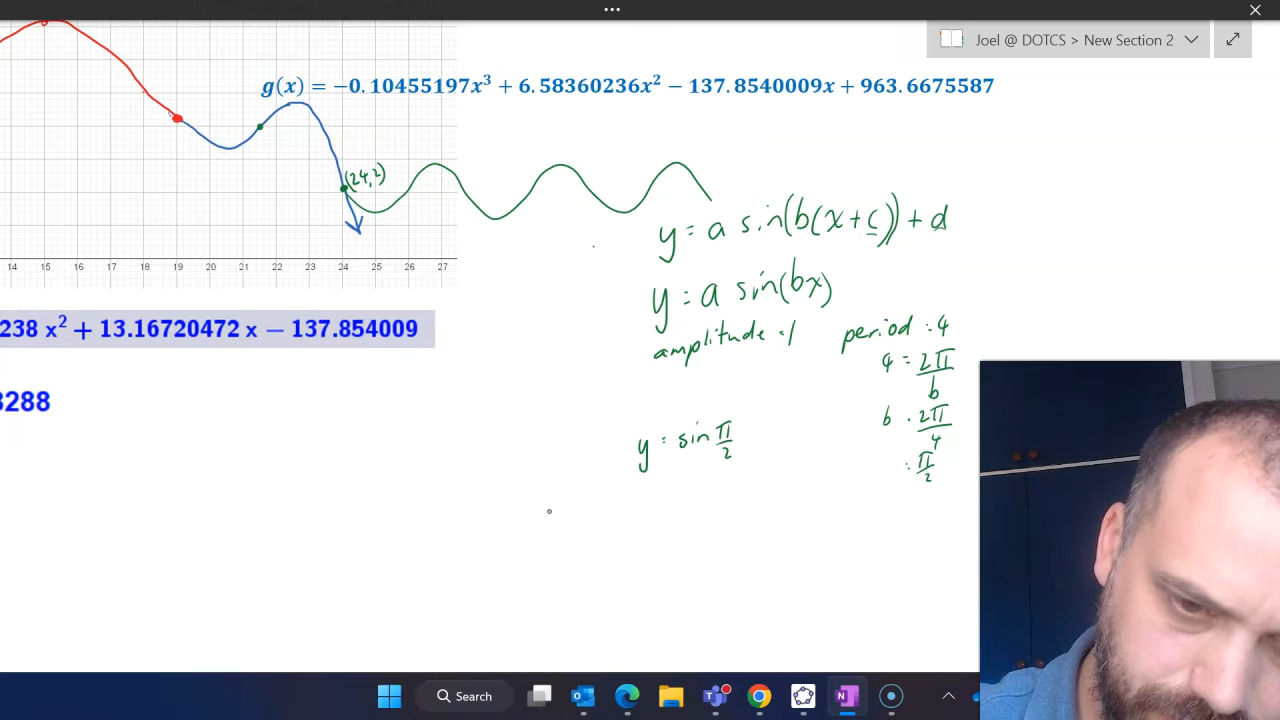 Joel @ DOTCS > New Section 2
g(x) = −0.10455197x³ + 6.58360236x² − 137.8540009x + 963.6675587
(24,2)
14 15 16 17 18 19 20 21 22 23 24 25 26 27
y = a sin(b(x+c)) + d
y = a sin(bx)
amplitude = 1
period = 4
4 = 2π/b
b = 2π/4
= π/2
y = sin π/2
238 x² + 13.16720472 x − 137.854009
3288
Search